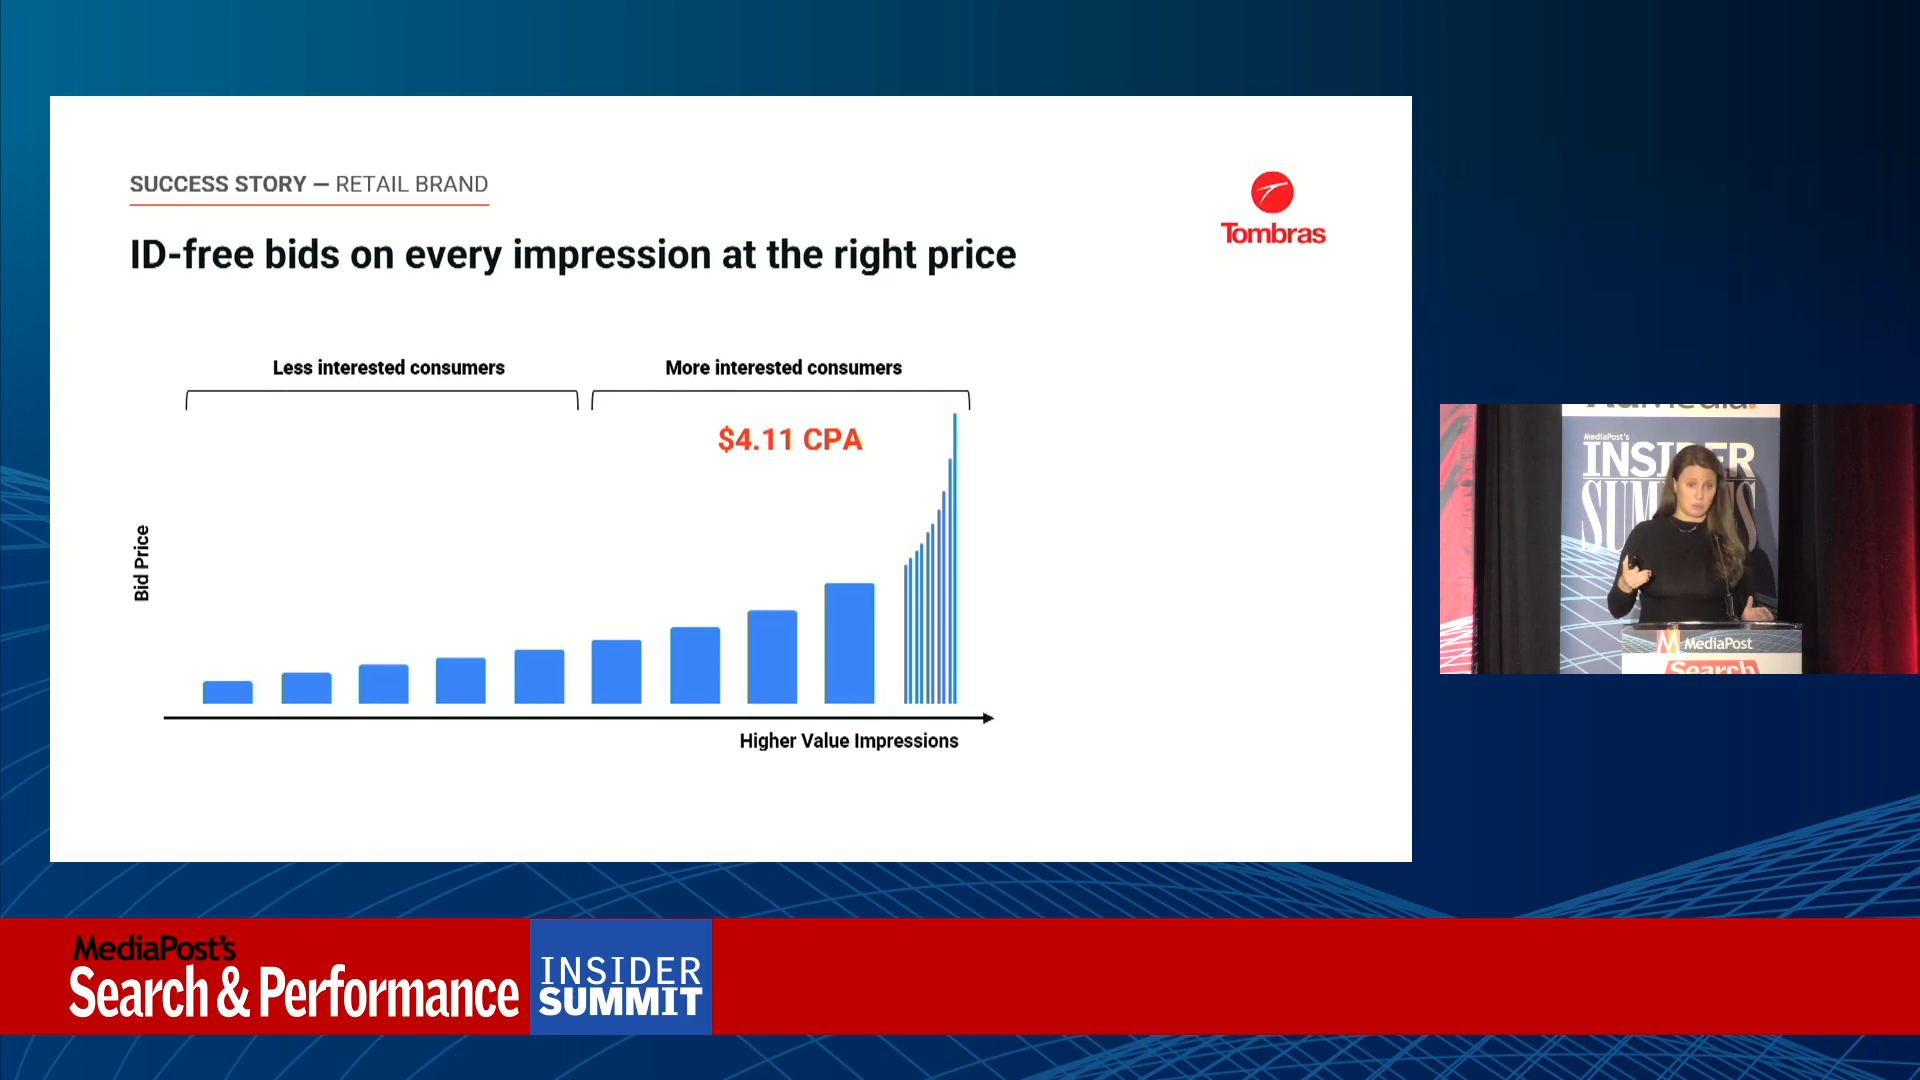 SUCCESS STORY — RETAIL BRAND
Tombras
ID-free bids on every impression at the right price
Less interested consumers
More interested consumers
$4.11 CPA
Bid Price
Higher Value Impressions
MediaPost's
INSIDER
MediaPost
Search
MediaPost's
Search & Performance
INSIDER
SUMMIT